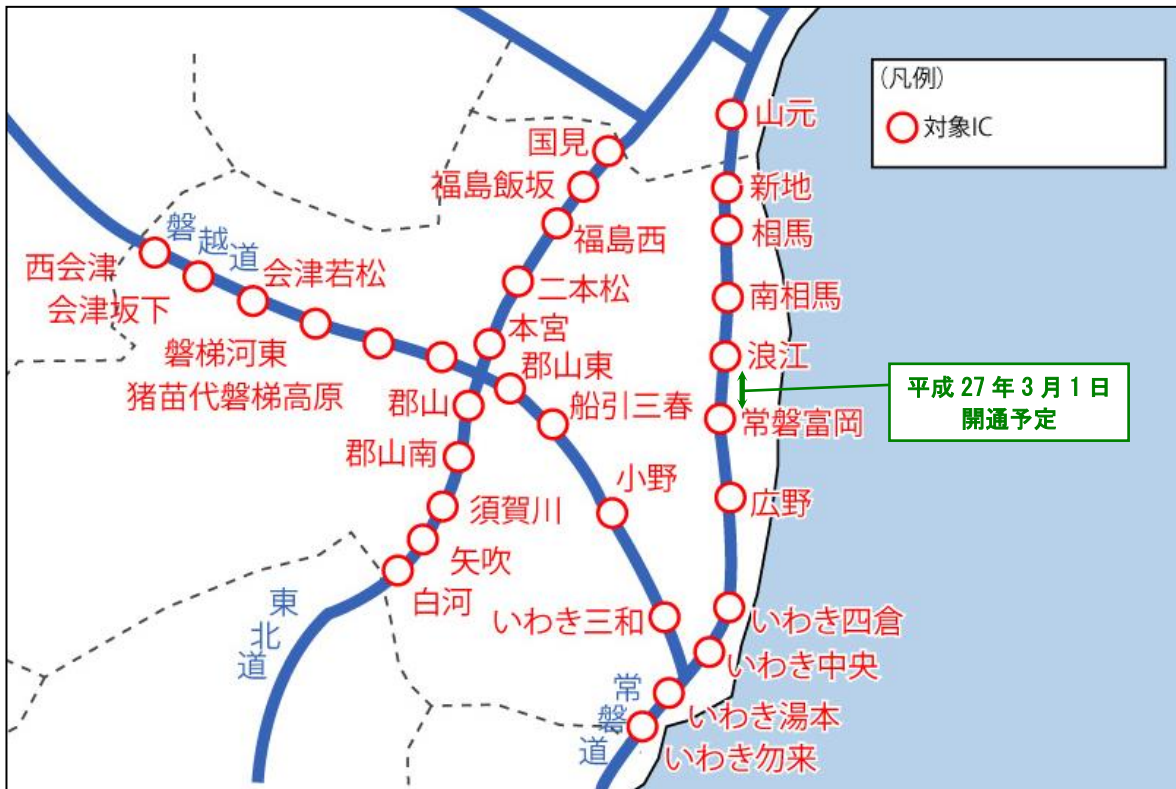 (凡例)
対象IC
山元
国見
福島飯坂
新地
福島西
相馬
磐越道
西会津
会津若松
会津坂下
二本松
南相馬
本宮
浪江
磐梯河東
郡山東
猪苗代磐梯高原
郡山
船引三春
常磐富岡
平成 27 年 3 月 1 日
開通予定
郡山南
小野
須賀川
広野
矢吹
白河
東北道
いわき三和
いわき四倉
いわき中央
常磐道
いわき湯本
いわき勿来